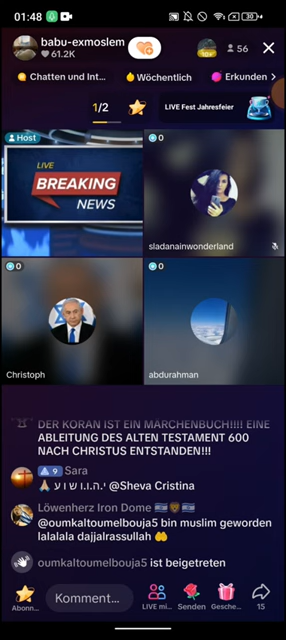 01:48
30
babu-exmoslem
61.2K
10x
56
Chatten und Int...
Wöchentlich
Erkunden
1/2
LIVE Fest Jahresfeier
Host
0
LIVE
BREAKING
NEWS
sladanainwonderland
0
0
Christoph
abdurahman
DER KORAN IST EIN MÄRCHENBUCH!!!! EINE
ABLEITUNG DES ALTEN TESTAMENT 600
NACH CHRISTUS ENTSTANDEN!!!
9 Sara
י.ה.ו.ו ש ו ע @Sheva Cristina
Löwenherz Iron Dome
@oumkaltoumelbouja5 bin muslim geworden
lalalala dajjalrassullah
oumkaltoumelbouja5 ist beigetreten
Abonn...
Komment...
LIVE mi...
Senden
Gesche...
15